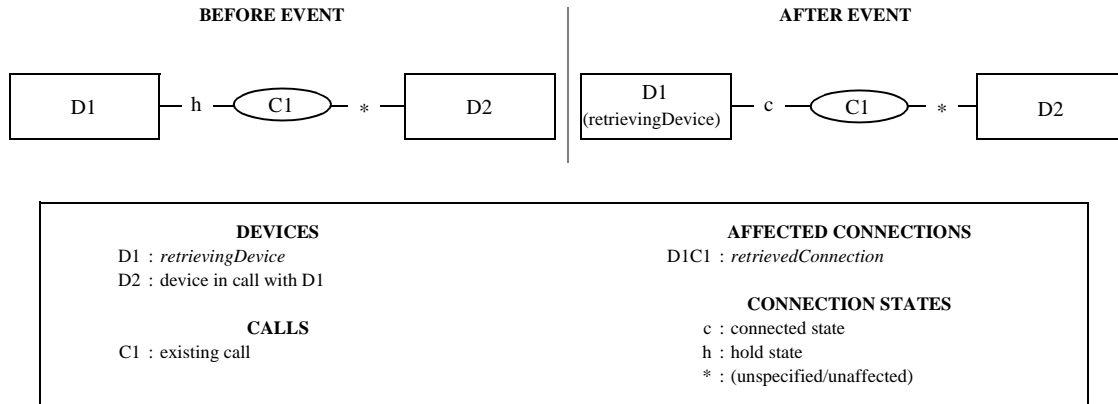 BEFORE EVENT
AFTER EVENT
D1 h C1 * D2
D1
(retrievingDevice)
c C1 * D2
DEVICES
D1 : retrievingDevice
D2 : device in call with D1
CALLS
C1 : existing call
AFFECTED CONNECTIONS
D1C1 : retrievedConnection
CONNECTION STATES
c : connected state
h : hold state
* : (unspecified/unaffected)